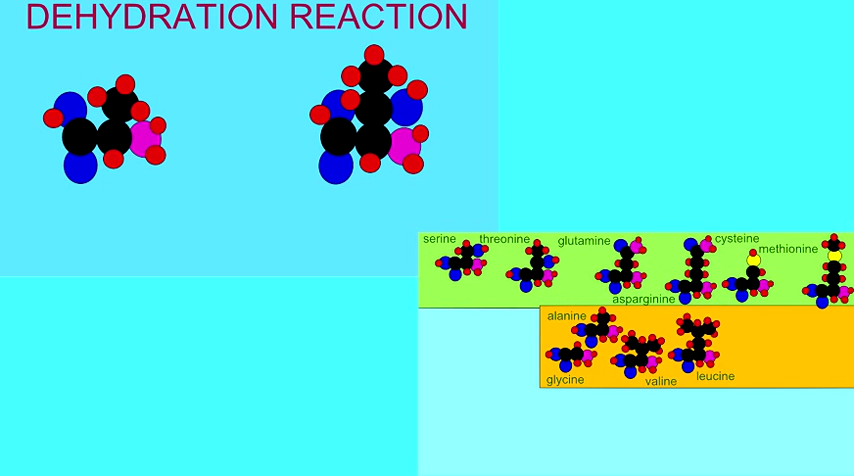 DEHYDRATION REACTION
serine
threonine
glutamine
cysteine
methionine
asparginine
alanine
glycine
valine
leucine